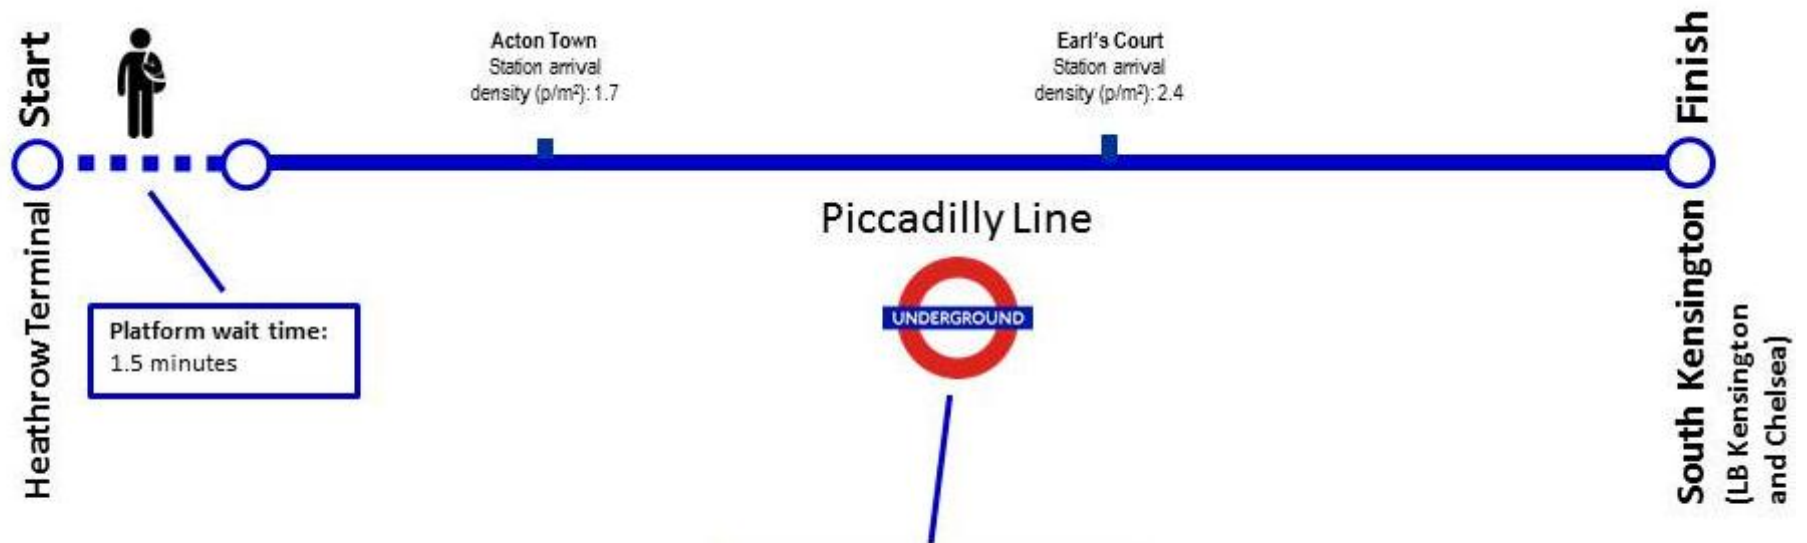 Start
Heathrow Terminal
Platform wait time:
1.5 minutes
Acton Town
Station arrival
density (p/m²): 1.7
Earl's Court
Station arrival
density (p/m²): 2.4
Piccadilly Line
UNDERGROUND
Finish
South Kensington
(LB Kensington
and Chelsea)